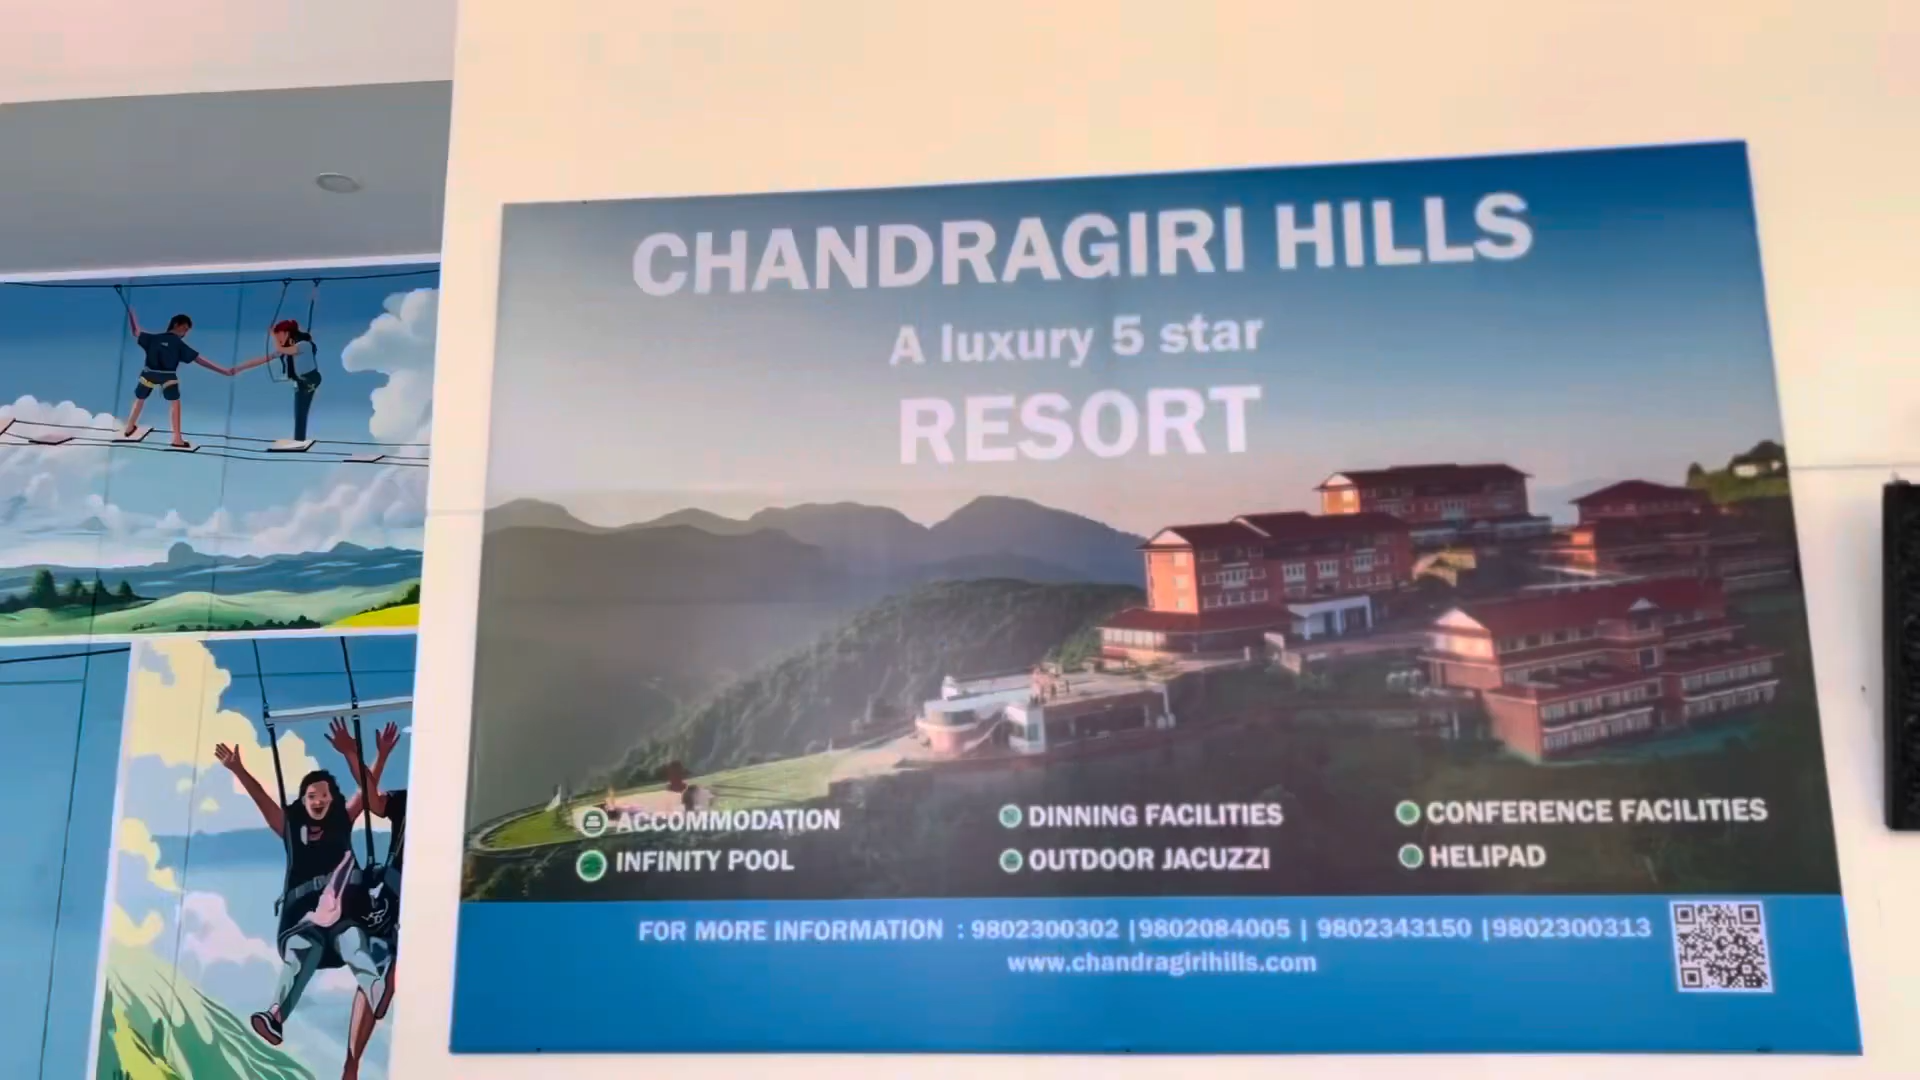 CHANDRAGIRI HILLS
A luxury 5 star
RESORT
ACCOMMODATION
DINNING FACILITIES
CONFERENCE FACILITIES
INFINITY POOL
OUTDOOR JACUZZI
HELIPAD
FOR MORE INFORMATION : 9802300302 |9802084005 | 9802343150 |9802300313
www.chandragirihills.com